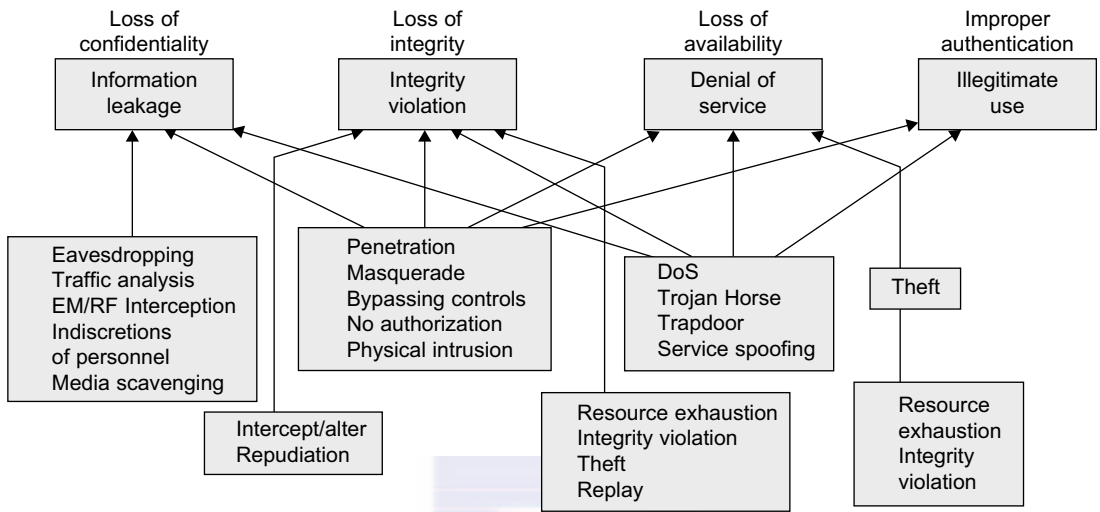 Loss of
confidentiality
Loss of
integrity
Loss of
availability
Improper
authentication
Information
leakage
Integrity
violation
Denial of
service
Illegitimate
use
Eavesdropping
Traffic analysis
EM/RF Interception
Indiscretions
of personnel
Media scavenging
Penetration
Masquerade
Bypassing controls
No authorization
Physical intrusion
DoS
Trojan Horse
Trapdoor
Service spoofing
Theft
Intercept/alter
Repudiation
Resource exhaustion
Integrity violation
Theft
Replay
Resource
exhaustion
Integrity
violation